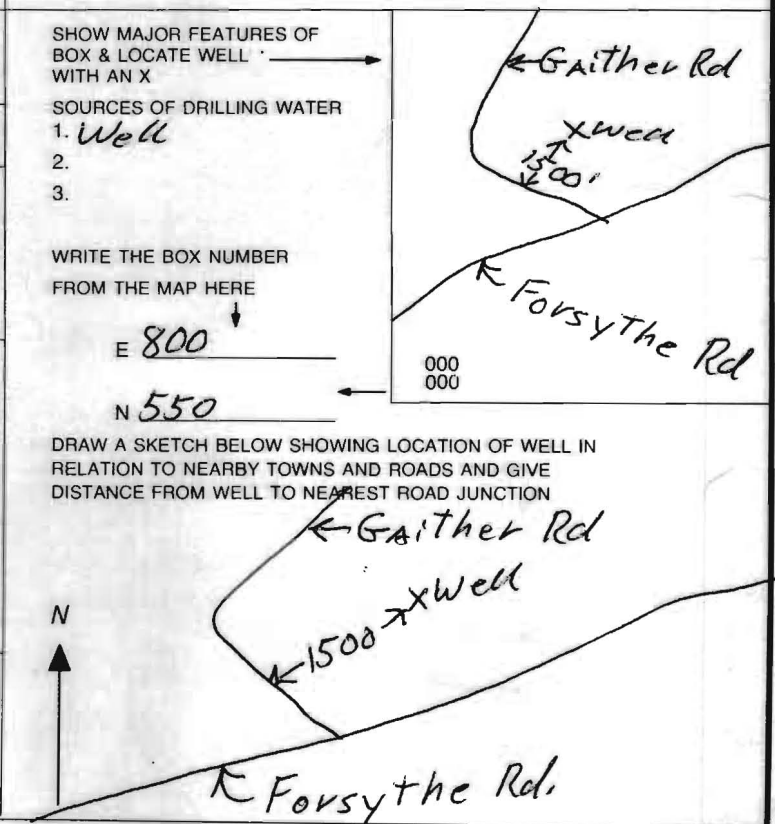 SHOW MAJOR FEATURES OF
BOX & LOCATE WELL
WITH AN X
SOURCES OF DRILLING WATER
1. Well
2.
3.
WRITE THE BOX NUMBER
FROM THE MAP HERE
E 800
N 550
Gaither Rd
X Well
1500'
Forsythe Rd
000
000
DRAW A SKETCH BELOW SHOWING LOCATION OF WELL IN
RELATION TO NEARBY TOWNS AND ROADS AND GIVE
DISTANCE FROM WELL TO NEAREST ROAD JUNCTION
Gaither Rd
X Well
1500
N
Forsythe Rd.